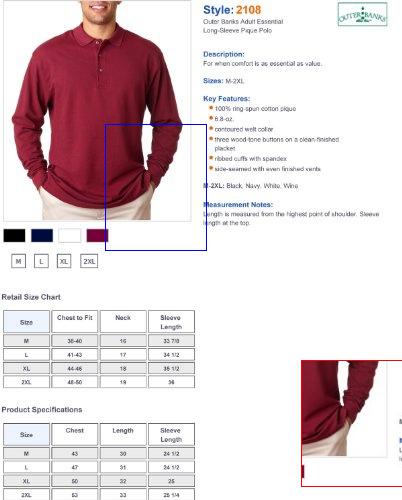 Style: 2108
Outer Banks Adult Essential
Long-Sleeve Pique Polo
OUTER BANKS
Description:
For when comfort is as essential as value.
Sizes: M-2XL
Key Features:
100% ring-spun cotton pique
6.8-oz.
contoured welt collar
three wood-tone buttons on a clean-finished
placket
ribbed cuffs with spandex
side-seamed with even finished vents
M-2XL: Black, Navy, White, Wine
Measurement Notes:
Length is measured from the highest point of shoulder. Sleeve
length at the top.
M L XL 2XL
Retail Size Chart
Size Chest to Fit Neck Sleeve Length
M 38-40 16 33 7/8
L 41-43 17 34 1/2
XL 44-46 18 35 1/2
2XL 48-50 19 36
Product Specifications
Size Chest Length Sleeve Length
M 43 30 24 1/2
L 47 31 24 1/2
XL 50 32 25
2XL 53 33 25 1/4